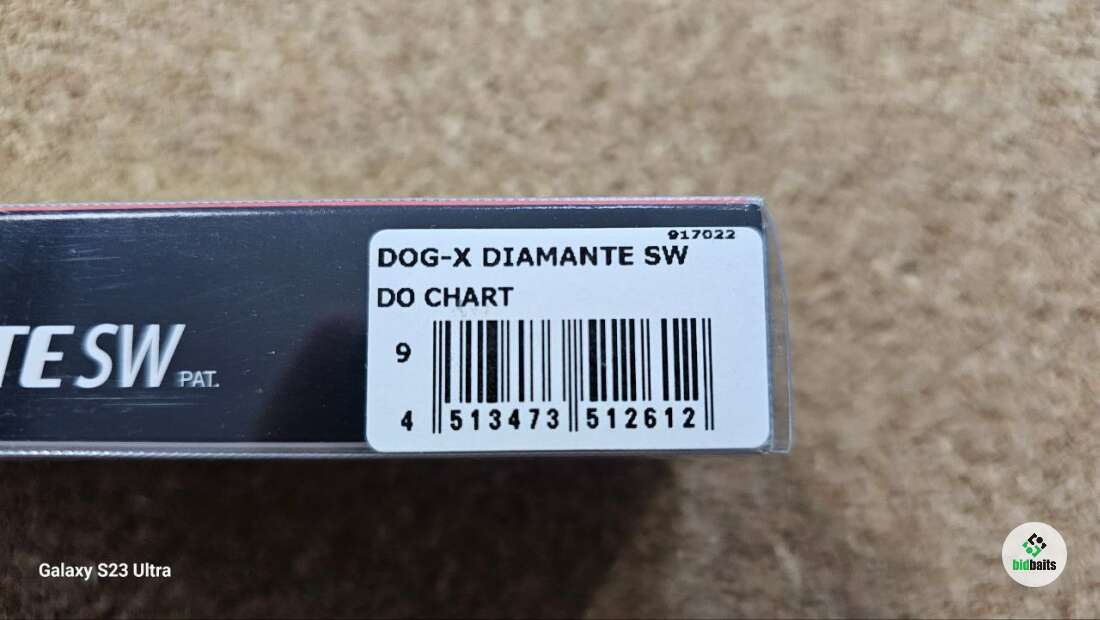 917022
DOG-X DIAMANTE SW
DO CHART
9
4 513473 512612
TE SW PAT.
Galaxy S23 Ultra
bidbaits